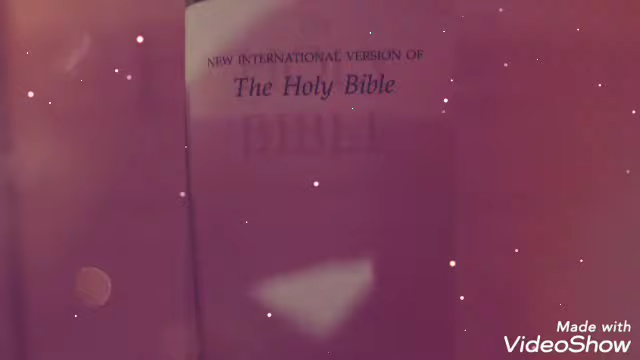 NEW INTERNATIONAL VERSION OF
The Holy Bible
Made with
VideoShow